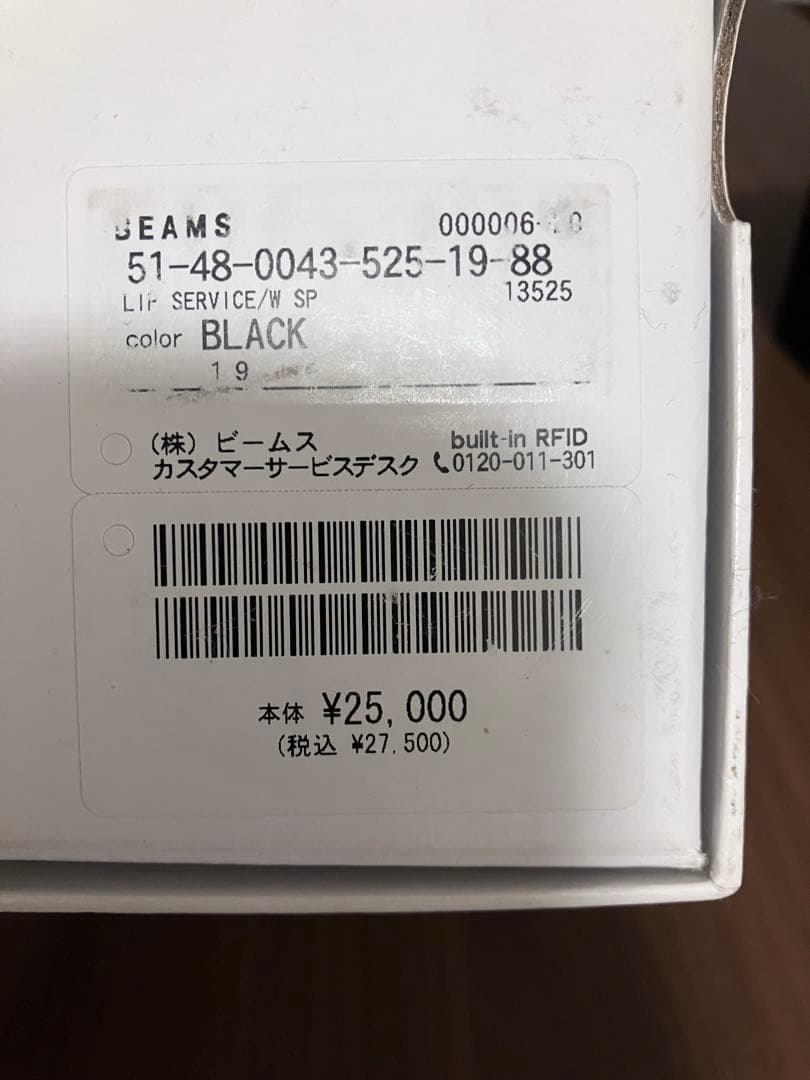 BEAMS
51-48-0043-525-19-88
SERVICE/W SP 13525
color BLACK
19
(株) ビームス built-in RFID
カスタマーサービスデスク 0120-011-301
本体 ¥25,000
(税込 ¥27,500)